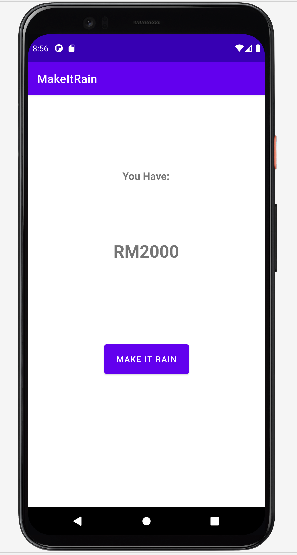 8:56
MakeItRain
You Have:
RM2000
MAKE IT RAIN